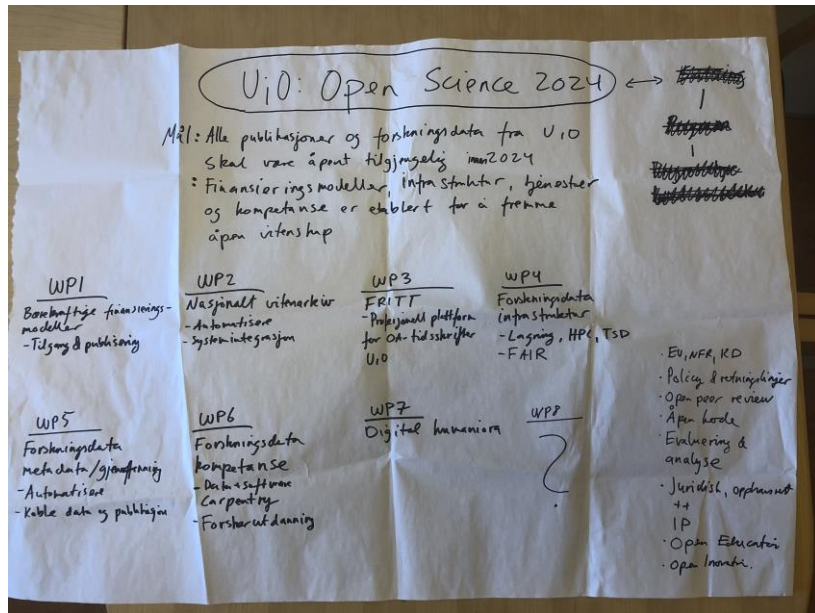 UiO: Open Science 2024 ↔
Mål: Alle publikasjoner og forskningsdata fra UiO
skal være åpent tilgjengelig innen 2024
: Finansieringsmodeller, infrastruktur, tjenester
og kompetanse er etablert for å fremme
åpen vitenskap
WP1
Bærekraftige finansierings-
modeller
- Tilgang & publisering
WP2
Nasjonalt vitenarkiv
- Automatisere
- Systemintegrasjon
WP3
FRITT
- Profesjonell plattform
for OA-tidsskrifter
UiO
WP4
Forskningsdata
infrastruktur
- Lagring, HPC, TSD
- FAIR
WP5
Forskningsdata
metadata/gjenfinning
- Automatisere
- Koble data og publikasjon
WP6
Forskningsdata
kompetanse
- Data & software
Carpentry
- Forskerutdanning
WP7
Digital humaniora
WP8
?
· EU, NFR, KD
· Policy & retningslinjer
· Open peer review
· Åpen kode
· Evaluering &
analyse
· Juridisk, opphavsrett
++
IP
· Open Education
· Open Innovation.